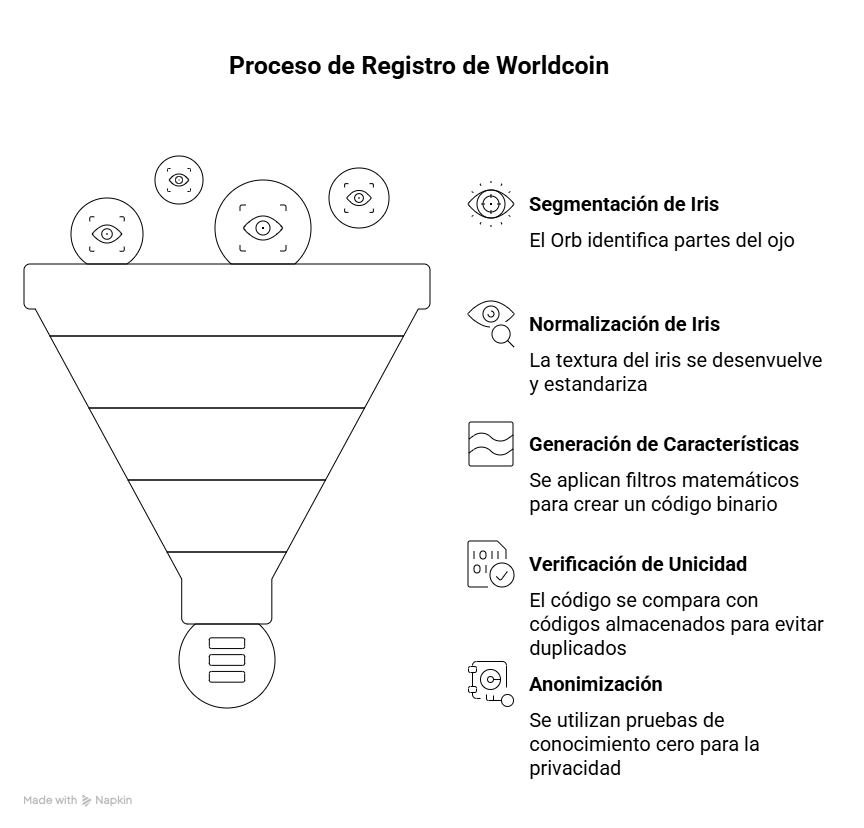 Proceso de Registro de Worldcoin
Segmentación de Iris
El Orb identifica partes del ojo
Normalización de Iris
La textura del iris se desenvuelve
y estandariza
Generación de Características
Se aplican filtros matemáticos
para crear un código binario
Verificación de Unicidad
El código se compara con
códigos almacenados para evitar
duplicados
Anonimización
Se utilizan pruebas de
conocimiento cero para la
privacidad
Made with Napkin